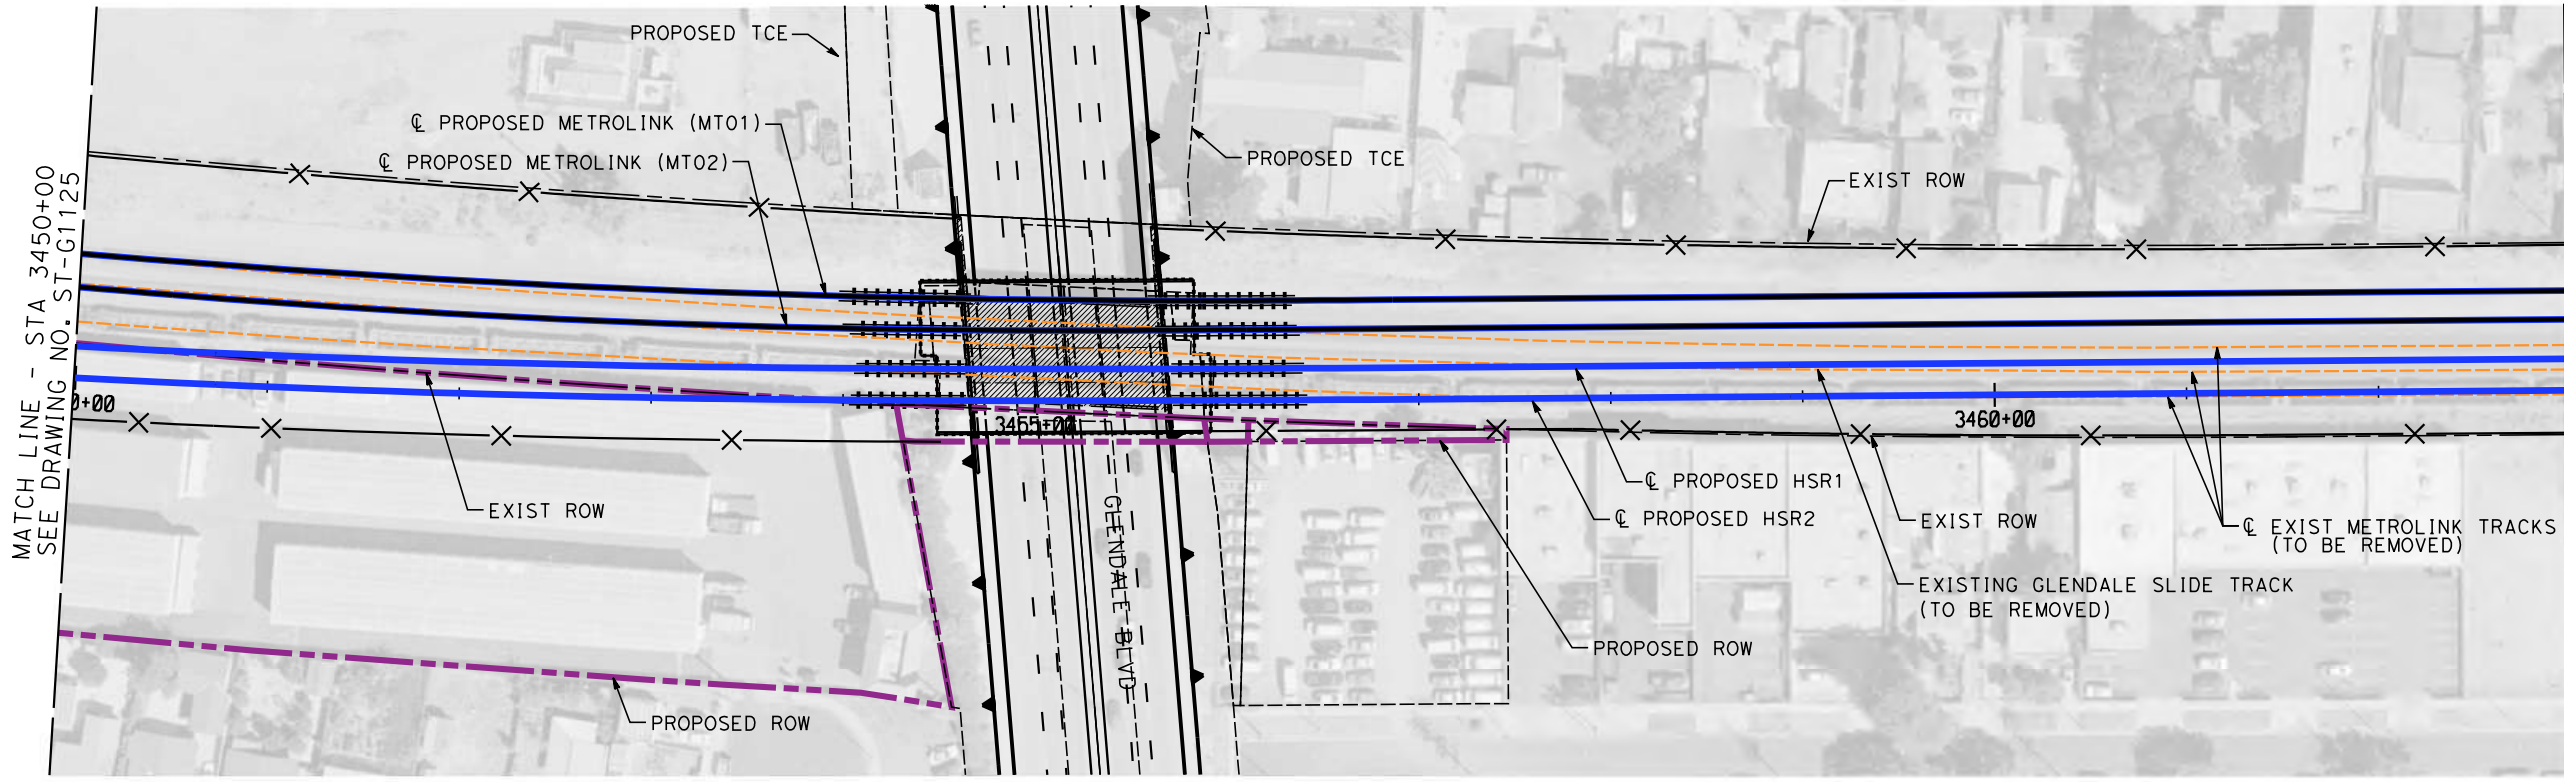 PROPOSED TCE
℄ PROPOSED METROLINK (MT01)
℄ PROPOSED METROLINK (MT02)
PROPOSED TCE
EXIST ROW
MATCH LINE - STA 3450+00
SEE DRAWING NO. ST-G1125
0+00
3455+00
3460+00
EXIST ROW
℄ PROPOSED HSR1
℄ PROPOSED HSR2
EXIST ROW
℄ EXIST METROLINK TRACKS
(TO BE REMOVED)
EXISTING GLENDALE SLIDE TRACK
(TO BE REMOVED)
GLENDALE BLVD
PROPOSED ROW
PROPOSED ROW